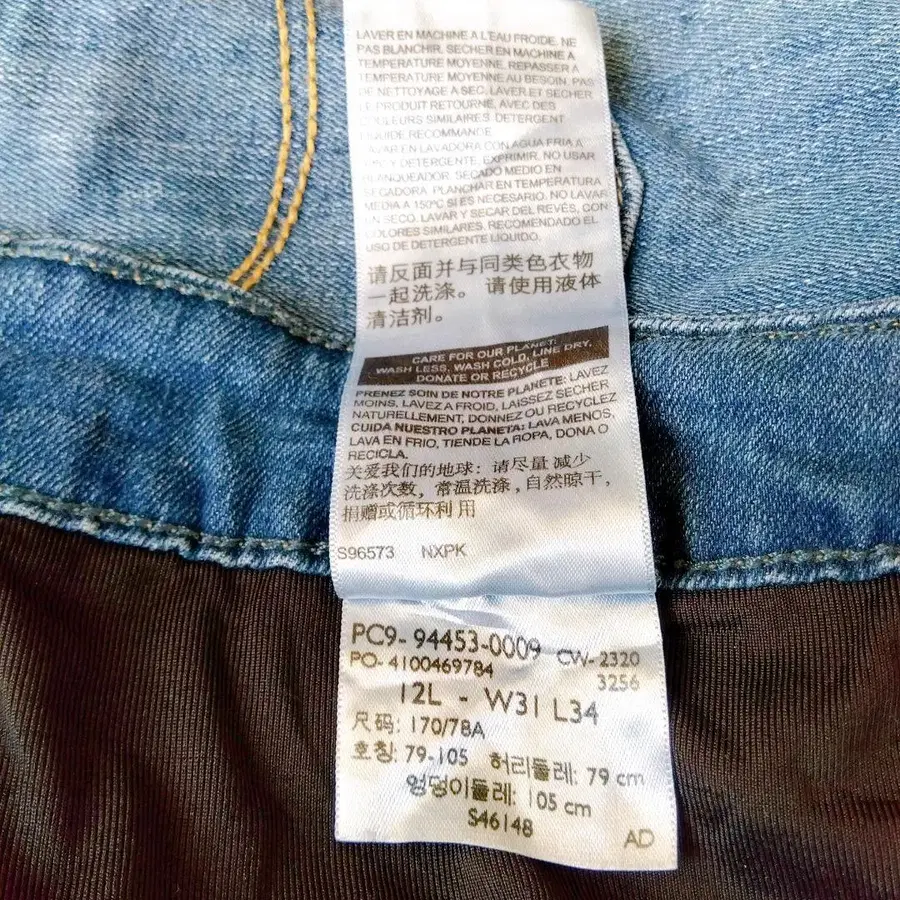 LAVER EN MACHINE A L'EAU FROIDE. NE
PAS BLANCHIR. SECHER EN MACHINE A
TEMPERATURE MOYENNE. REPASSER A
TEMPERATURE MOYENNE AU BESOIN. PAS
DE NETTOYAGE A SEC. LAVER ET SECHER
LE PRODUIT RETOURNE, AVEC DES
COULEURS SIMILAIRES. DETERGENT
LIQUIDE RECOMMANDE.
LAVAR EN LAVADORA CON AGUA FRIA A
Y DETERGENTE, EXPRIMIR. NO USAR
BLANQUEADOR. SECADO MEDIO EN
SECADORA. PLANCHAR EN TEMPERATURA
MEDIA A 150ºC SI ES NECESARIO. NO LAVAR
EN SECO. LAVAR Y SECAR DEL REVÉS, CON
COLORES SIMILARES. RECOMENDADO EL
USO DE DETERGENTE LIQUIDO.
请反面并与同类色衣物
一起洗涤。 请使用液体
清洁剂。
CARE FOR OUR PLANET:
WASH LESS, WASH COLD, LINE DRY,
DONATE OR RECYCLE
PRENEZ SOIN DE NOTRE PLANETE: LAVEZ
MOINS, LAVEZ A FROID, LAISSEZ SECHER
NATURELLEMENT, DONNEZ OU RECYCLEZ
CUIDA NUESTRO PLANETA: LAVA MENOS,
LAVA EN FRIO, TIENDE LA ROPA, DONA O
RECICLA.
关爱我们的地球: 请尽量 减少
洗涤次数, 常温洗涤, 自然晾干,
捐赠或循环利 用
S96573 NXPK
PC9- 94453-0009 CW- 2320
PO- 4100469784 3256
12L - W31 L34
尺码: 170/78A
호칭: 79-105 허리둘레: 79 cm
엉덩이둘레: 105 cm
S46148
AD